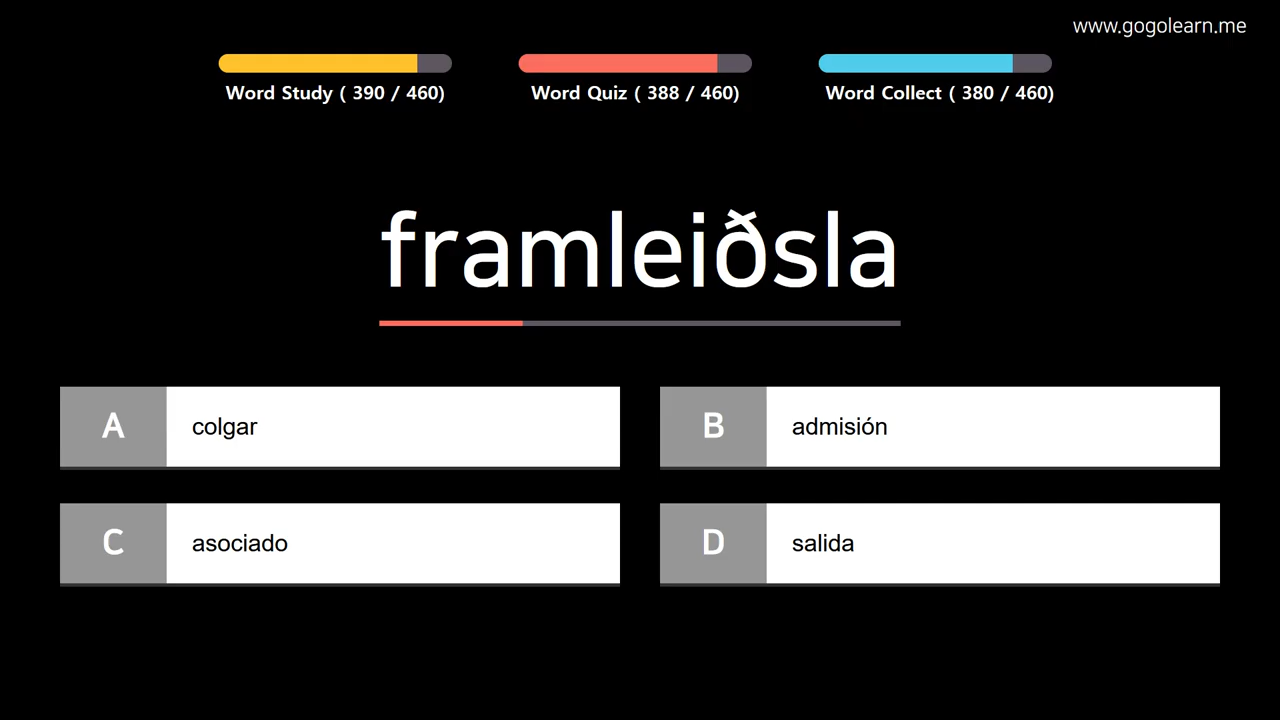 www.gogolearn.me
Word Study ( 390 / 460)
Word Quiz ( 388 / 460)
Word Collect ( 380 / 460)
framleiðsla
A colgar
B admisión
C asociado
D salida